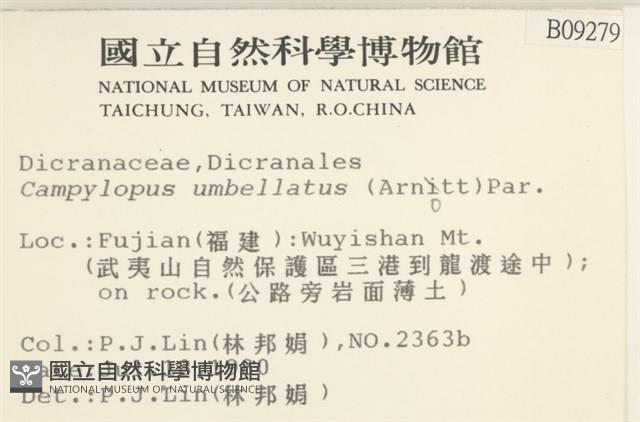 B09279
國立自然科學博物館
NATIONAL MUSEUM OF NATURAL SCIENCE
TAICHUNG, TAIWAN, R.O.CHINA
Dicranaceae,Dicranales
Campylopus umbellatus (Arnitt)Par.
o
Loc.:Fujian(福建):Wuyishan Mt.
(武夷山自然保護區三港到龍渡途中);
on rock.(公路旁岩面薄土)
Col.:P.J.Lin(林邦娟),NO.2363b
國立自然科學博物館
NATIONAL MUSEUM OF NATURAL SCIENCE
Det.:P.J.Lin(林邦娟)